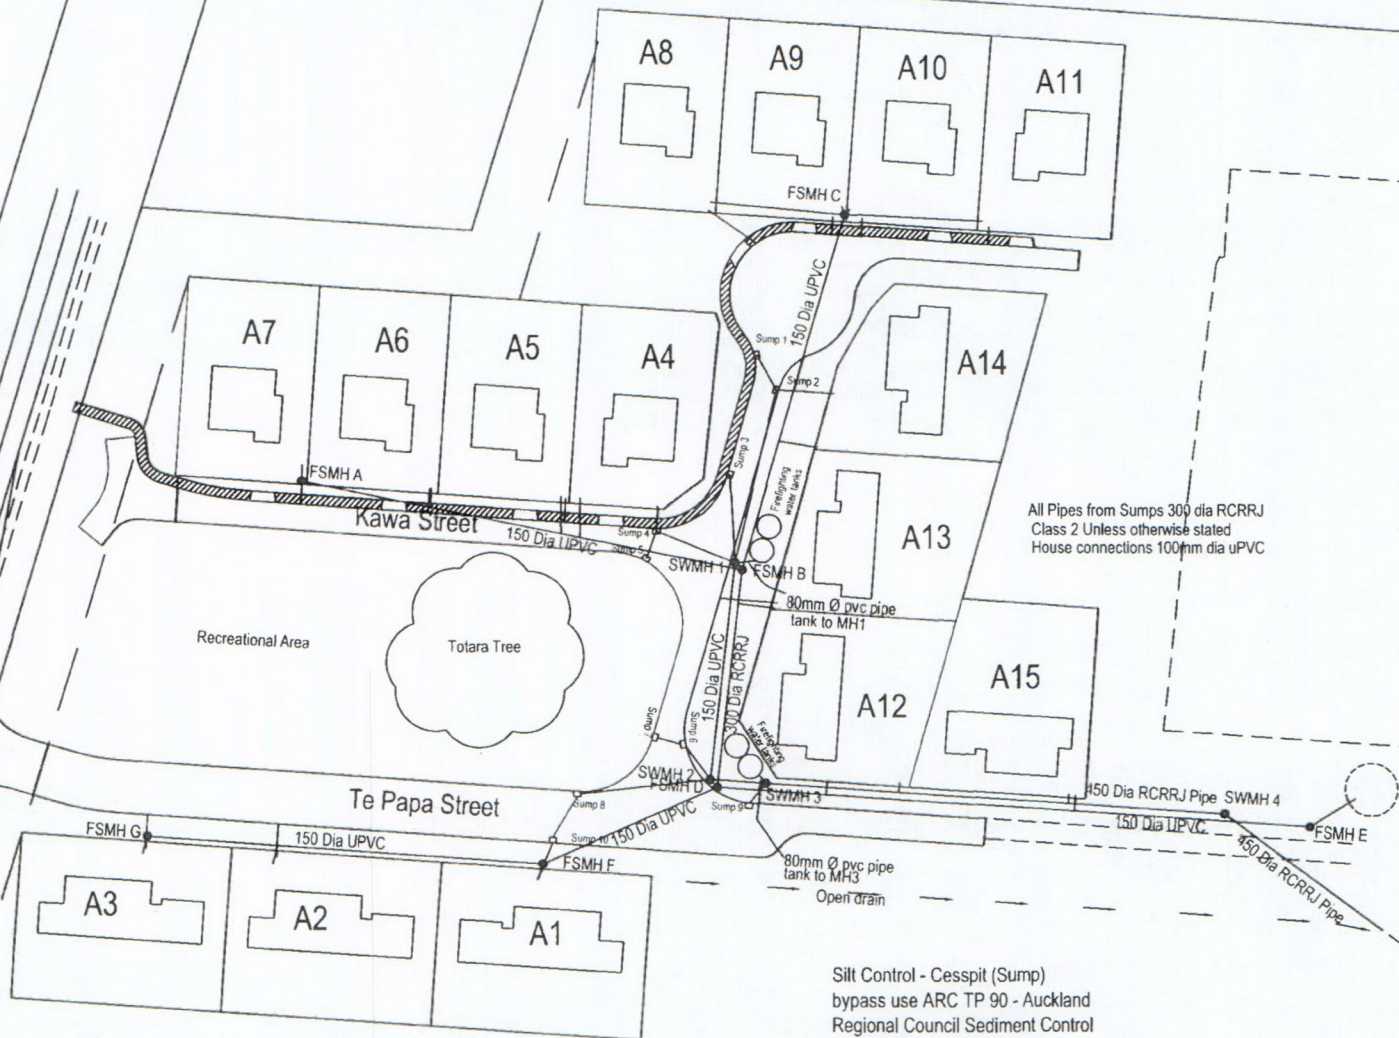 A8
A9
A10
A11
FSMH C
150 Dia UPVC
A7
A6
A5
A4
Sump 1
Sump 2
A14
Sump 3
Firefighting
water tanks
FSMH A
Kawa Street
150 Dia UPVC
Sump 4
Sump 5
SWMH 1
FSMH B
A13
All Pipes from Sumps 300 dia RCRRJ
Class 2 Unless otherwise stated
House connections 100mm dia uPVC
80mm Ø pvc pipe
tank to MH1
Recreational Area
Totara Tree
150 Dia UPVC
300 Dia RCRRJ
A12
A15
Sump 7
Sump 6
Firefighting
water tanks
SWMH 2
FSMH D
SWMH 3
Sump 9
450 Dia RCRRJ Pipe
SWMH 4
150 Dia UPVC
FSMH E
450 Dia RCRRJ Pipe
Te Papa Street
Sump 8
Sump 10
150 Dia UPVC
FSMH G
150 Dia UPVC
FSMH F
80mm Ø pvc pipe
tank to MH3
Open drain
A3
A2
A1
Silt Control - Cesspit (Sump)
bypass use ARC TP 90 - Auckland
Regional Council Sediment Control